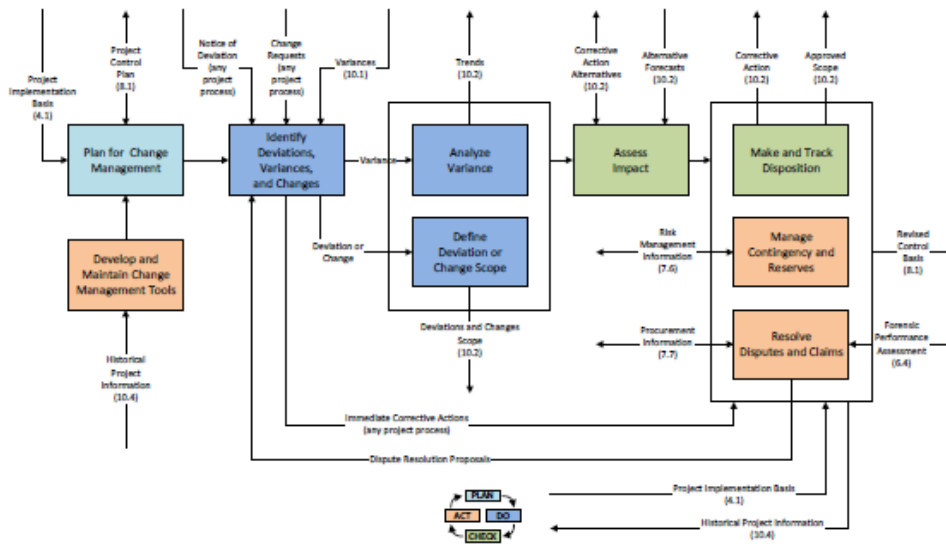 Project
Implementation
Basis
(4.1)
Project
Control
Plan
(8.1)
Notice of
Deviation (any
project
process)
Change
Requests (any
project
process)
Variances
(10.1)
Trends
(10.2)
Corrective
Action
Alternatives
(10.2)
Alternative
Forecasts
(10.2)
Corrective
Action
(10.2)
Approved
Scope
(10.2)
Plan for Change
Management
Identify
Deviations,
Variances,
and Changes
Variance
Analyze
Variance
Assess
Impact
Make and Track
Disposition
Develop and
Maintain Change
Management Tools
Deviation or
Change
Define
Deviation or
Change Scope
Risk
Management
Information
(7.6)
Manage
Contingency and
Reserves
Revised
Control
Basis
(8.1)
Deviations and Changes
Scope
(10.2)
Procurement
Information
(7.7)
Resolve
Disputes and Claims
Forensic
Performance
Assessment
(6.4)
Historical
Project
Information
(10.4)
Immediate Corrective Actions
(any project process)
Dispute Resolution Proposals
PLAN
ACT
DO
CHECK
Project Implementation Basis
(4.1)
Historical Project Information
(10.4)